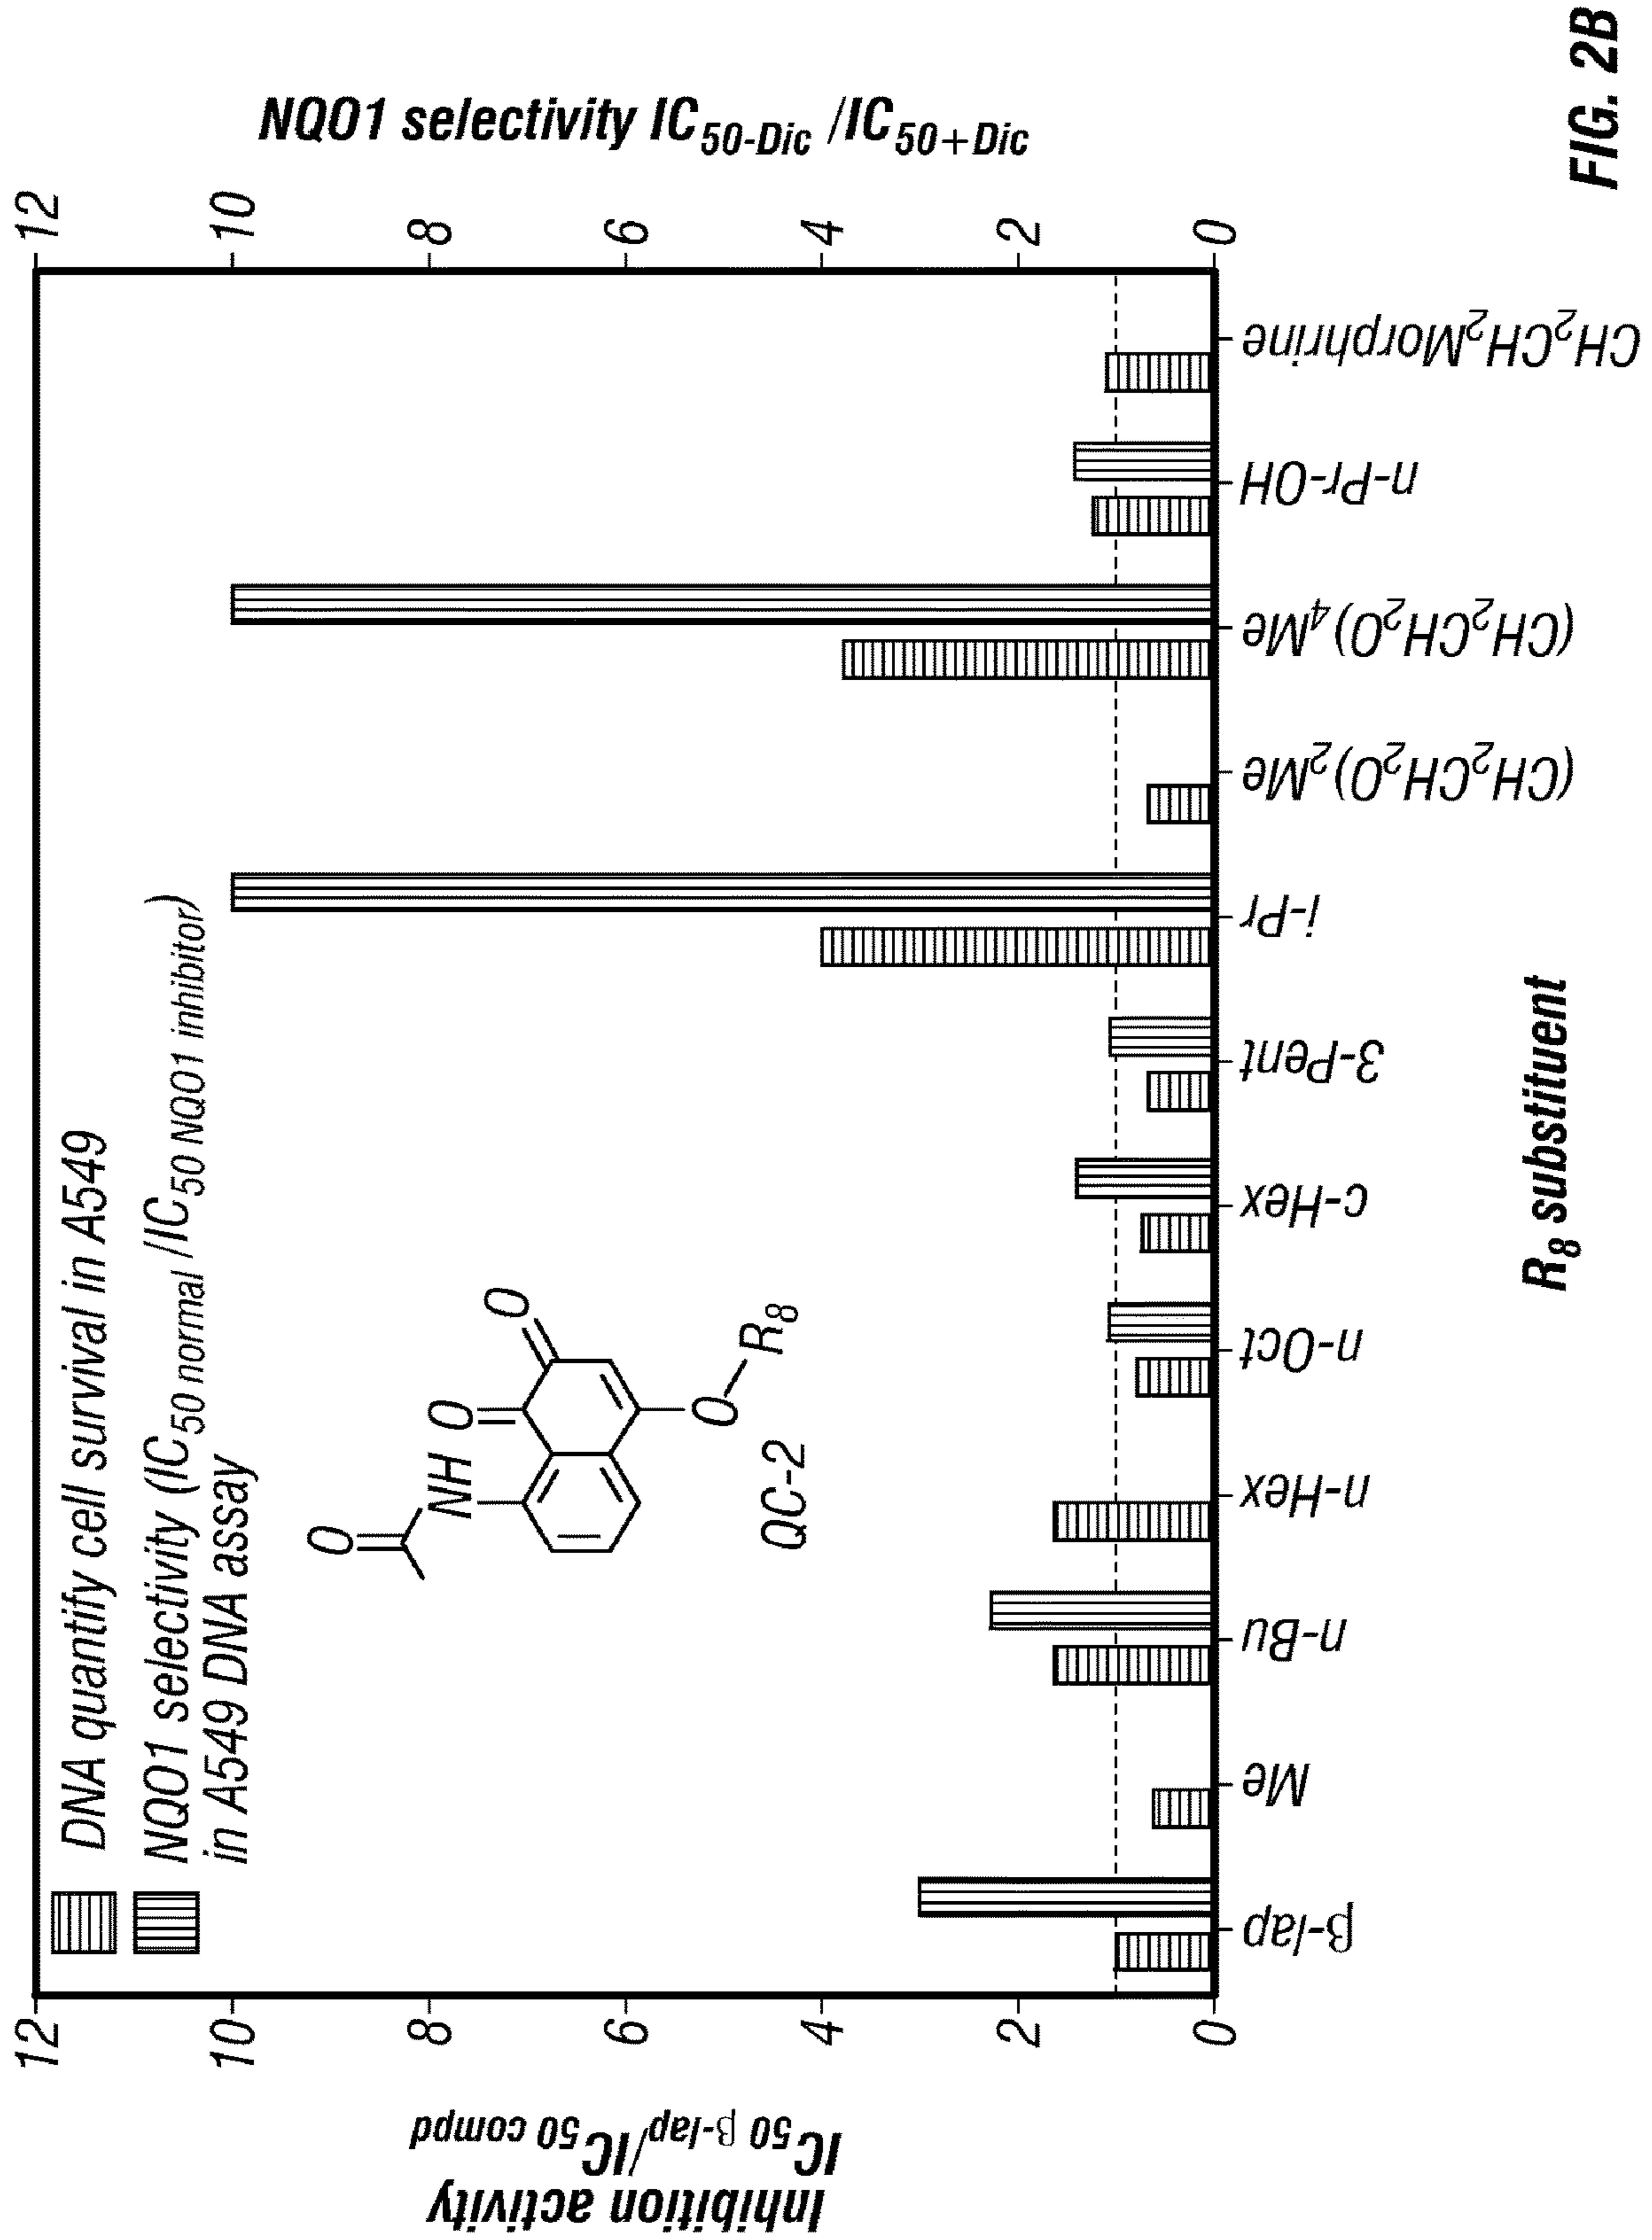 DNA quantify cell survival in A549
NQO1 selectivity (IC50 normal /IC50 NQO1 inhibitor)
in A549 DNA assay
O
NH
O
O
O
R8
QC-2
Inhibition activity
IC50 β-lap/IC50 compd
12
10
8
6
4
2
0
NQO1 selectivity IC50-Dic /IC50+Dic
12
10
8
6
4
2
0
β-lap
Me
n-Bu
n-Hex
n-Oct
c-Hex
3-Pent
i-Pr
(CH2CH2O)2Me
(CH2CH2O)4Me
n-Pr-OH
CH2CH2Morphrine
R8 substituent
FIG. 2B